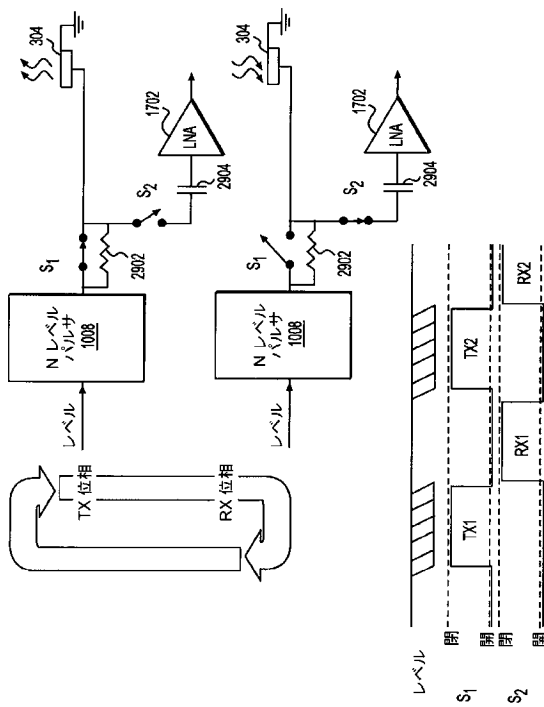 TX 位相
RX 位相
レベル
N レベル
パルサ
1008
S1
2902
S2
2904
1702
LNA
304
レベル
N レベル
パルサ
1008
S1
2902
S2
2904
1702
LNA
304
レベル
S1
閉
開
TX1
TX2
S2
閉
開
RX1
RX2